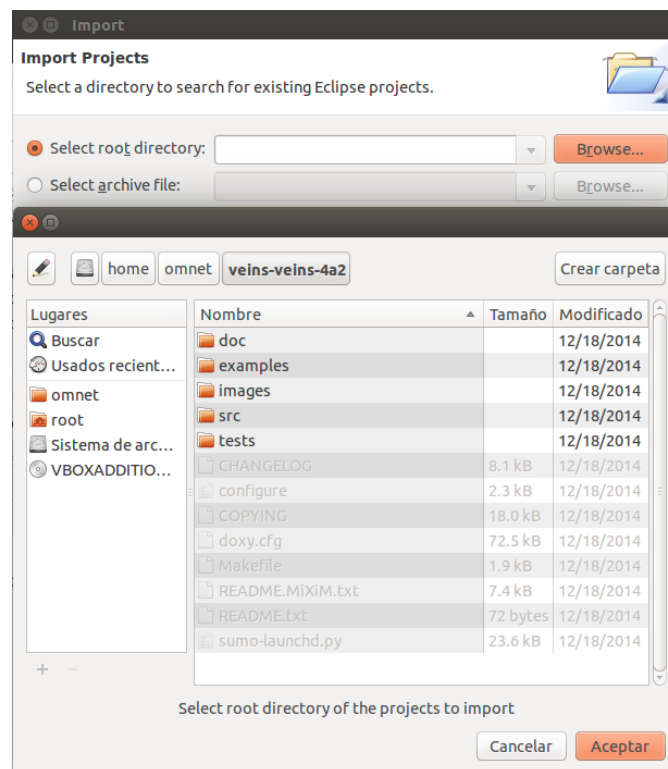 Import
Import Projects
Select a directory to search for existing Eclipse projects.
Select root directory: Browse...
Select archive file: Browse...
home omnet veins-veins-4a2 Crear carpeta
Lugares Nombre Tamaño Modificado
Buscar doc 12/18/2014
Usados recient... examples 12/18/2014
omnet images 12/18/2014
root src 12/18/2014
Sistema de arc... tests 12/18/2014
VBOXADDITIO... CHANGELOG 8.1 kB 12/18/2014
configure 2.3 kB 12/18/2014
COPYING 18.0 kB 12/18/2014
doxy.cfg 72.5 kB 12/18/2014
Makefile 1.9 kB 12/18/2014
README.MiXiM.txt 7.4 kB 12/18/2014
README.txt 72 bytes 12/18/2014
sumo-launchd.py 23.6 kB 12/18/2014
Select root directory of the projects to import
Cancelar Aceptar